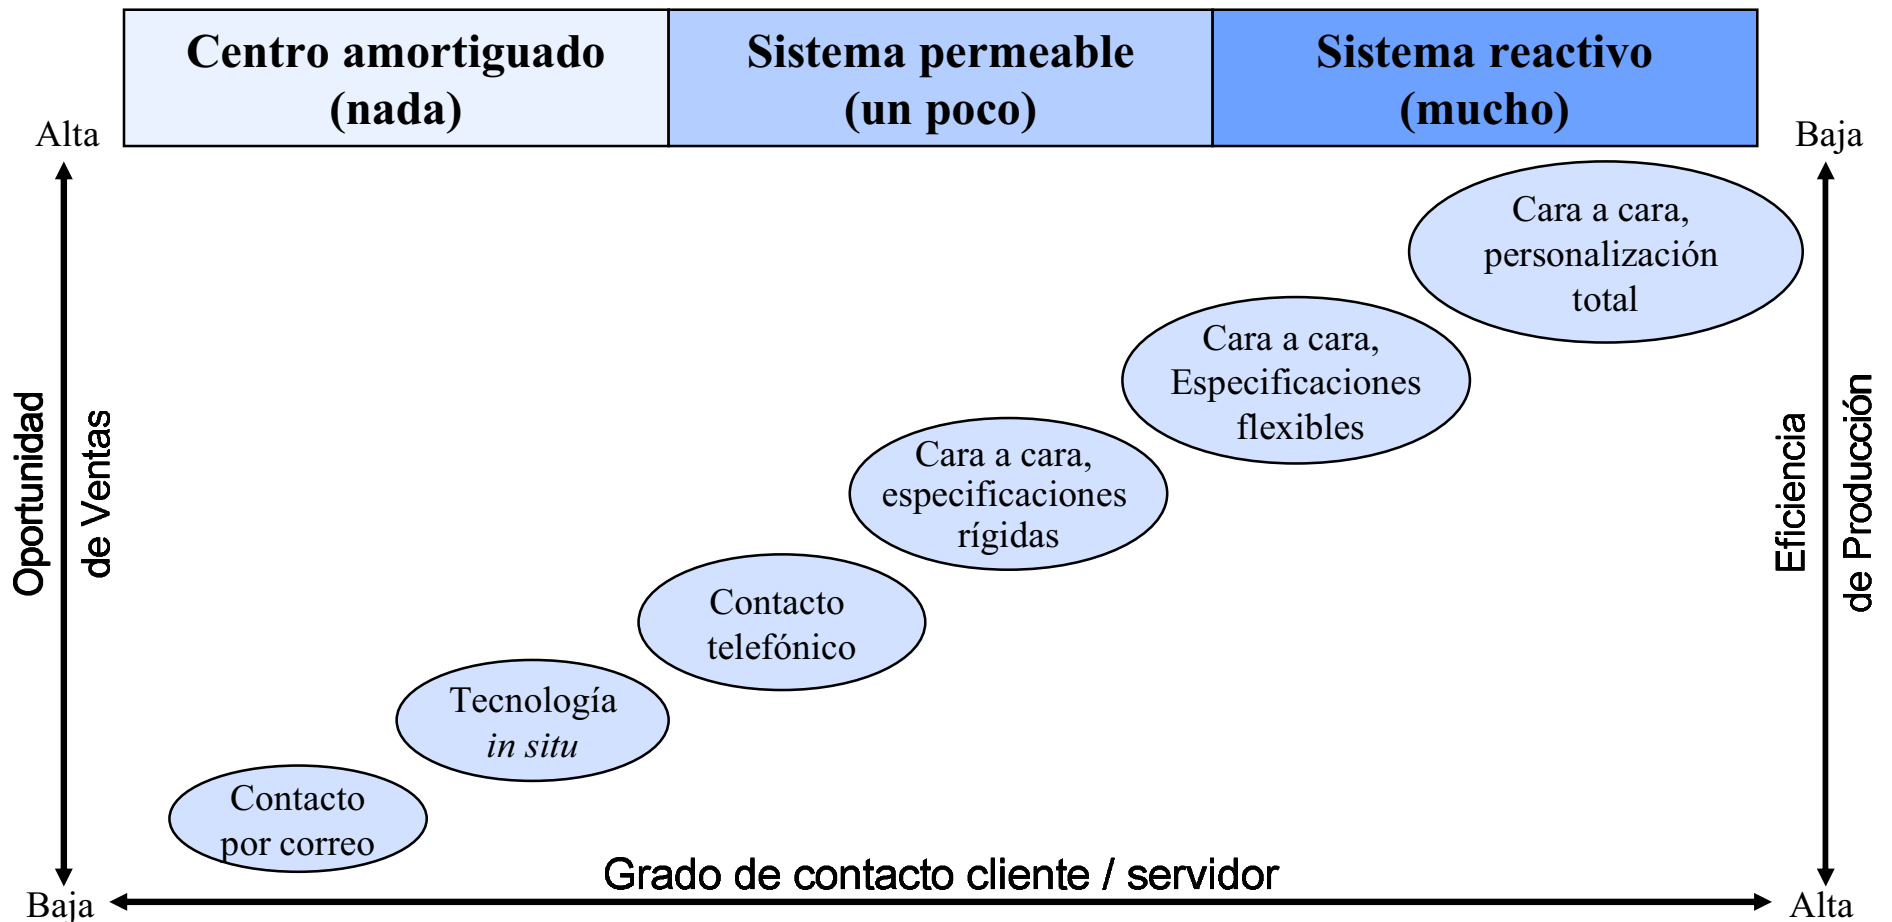 Centro amortiguado
(nada)
Sistema permeable
(un poco)
Sistema reactivo
(mucho)
Alta
Baja
Cara a cara,
personalización
total
Cara a cara,
Especificaciones
flexibles
Cara a cara,
especificaciones
rígidas
Contacto
telefónico
Tecnología
in situ
Contacto
por correo
Oportunidad
de Ventas
Eficiencia
de Producción
Grado de contacto cliente / servidor
Baja
Alta